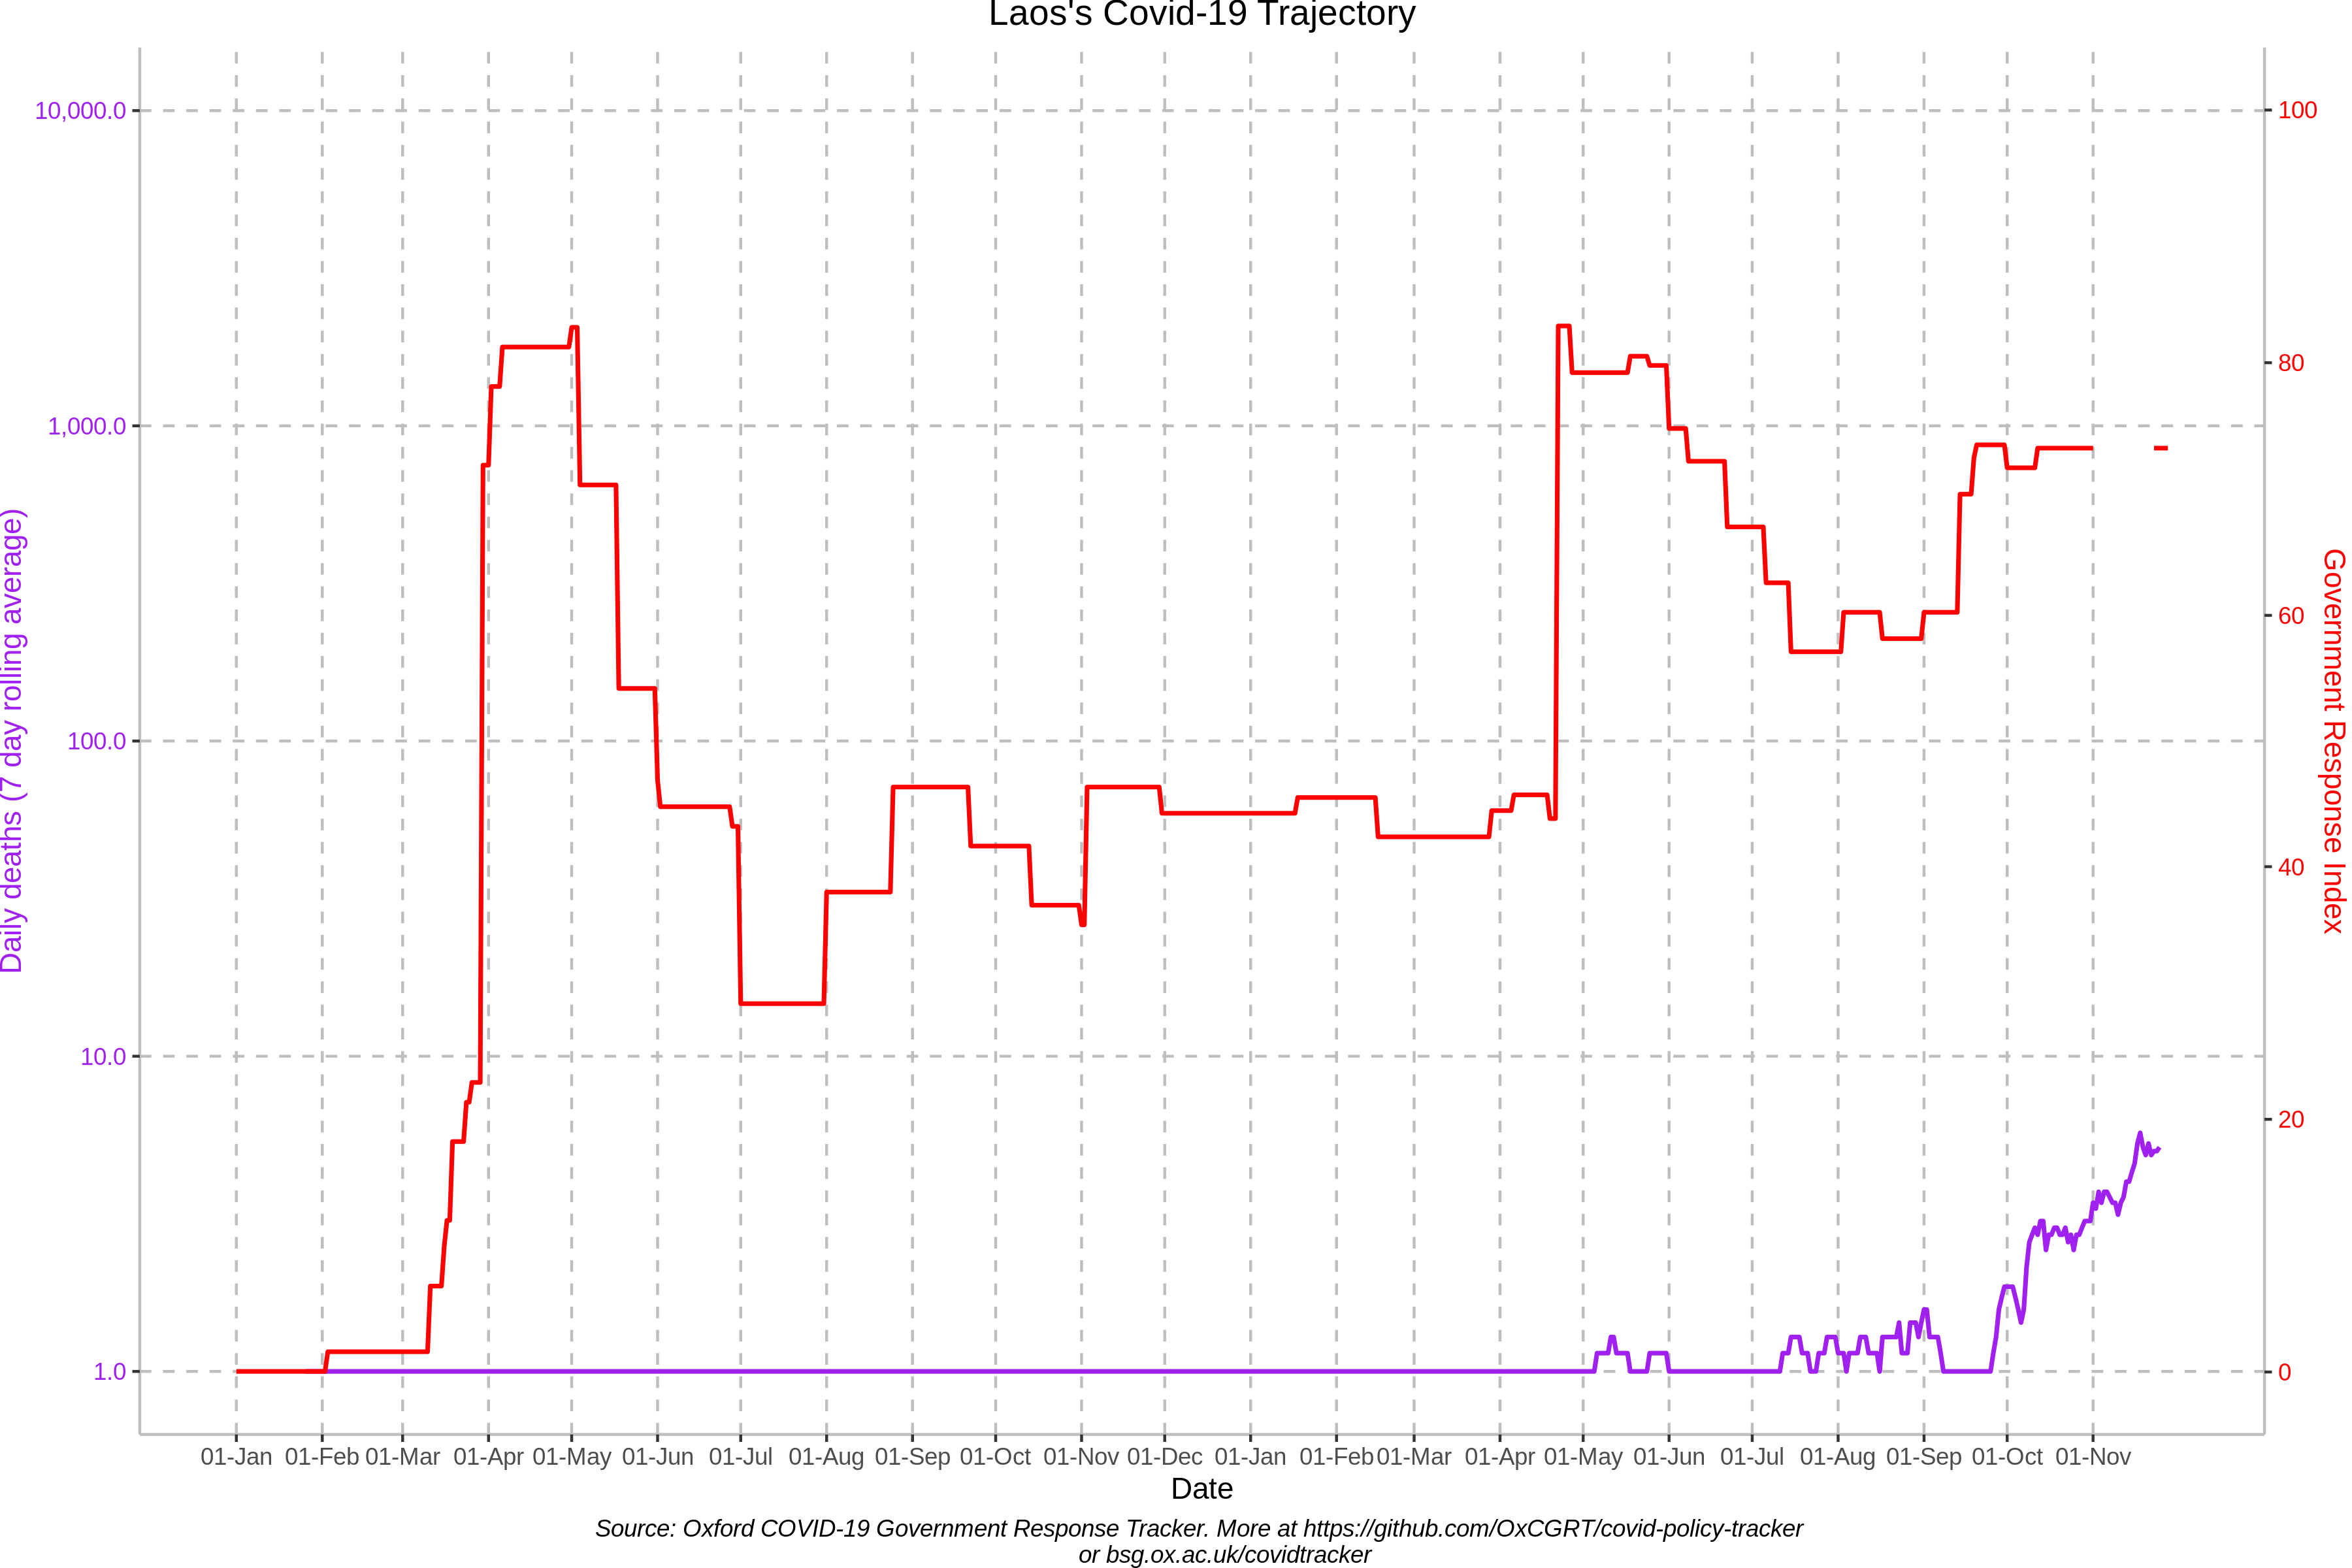 Laos's Covid-19 Trajectory
10,000.0
1,000.0
100.0
10.0
1.0
Daily deaths (7 day rolling average)
100
80
60
40
20
0
Government Response Index
01-Jan 01-Feb 01-Mar 01-Apr 01-May 01-Jun 01-Jul 01-Aug 01-Sep 01-Oct 01-Nov 01-Dec 01-Jan 01-Feb 01-Mar 01-Apr 01-May 01-Jun 01-Jul 01-Aug 01-Sep 01-Oct 01-Nov
Date
Source: Oxford COVID-19 Government Response Tracker. More at https://github.com/OxCGRT/covid-policy-tracker
or bsg.ox.ac.uk/covidtracker